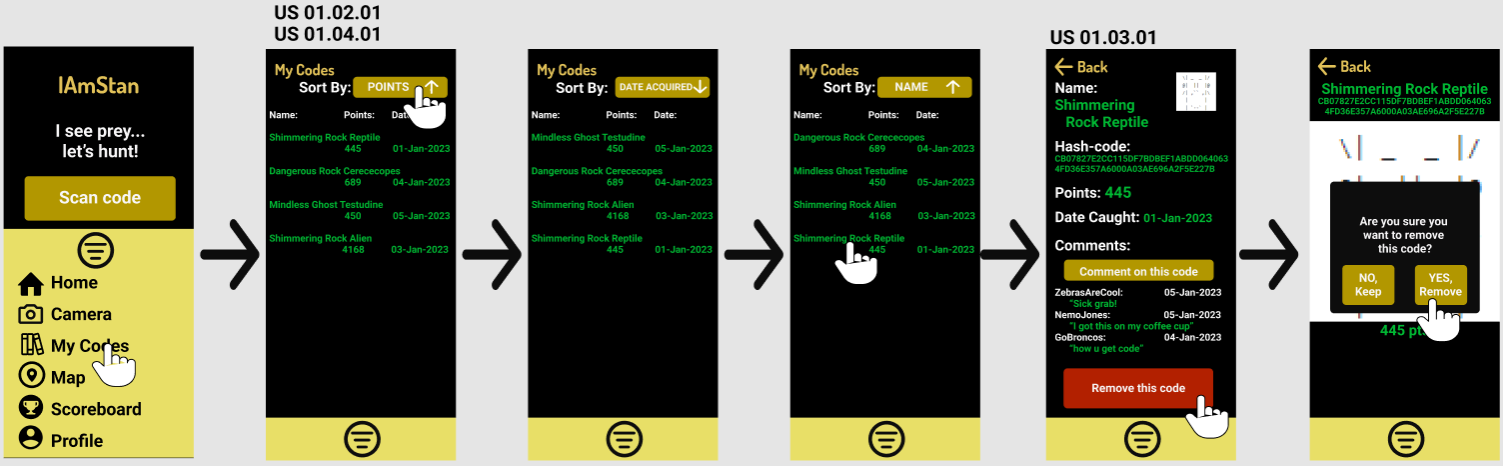 US 01.02.01
US 01.04.01
IAmStan
I see prey...
let's hunt!
Scan code
Home
Camera
My Codes
Map
Scoreboard
Profile
My Codes
Sort By: POINTS
Name: Points:
Shimmering Rock Reptile
445 01-Jan-2023
Dangerous Rock Cerececopes
689 04-Jan-2023
Mindless Ghost Testudine
450 05-Jan-2023
Shimmering Rock Alien
4168 03-Jan-2023
My Codes
Sort By: DATE ACQUIRED
Name: Points: Date:
Mindless Ghost Testudine
450 05-Jan-2023
Dangerous Rock Cerececopes
689 04-Jan-2023
Shimmering Rock Alien
4168 03-Jan-2023
Shimmering Rock Reptile
445 01-Jan-2023
My Codes
Sort By: NAME
Name: Points: Date:
Dangerous Rock Cerececopes
689 04-Jan-2023
Mindless Ghost Testudine
450 05-Jan-2023
Shimmering Rock Alien
4168 03-Jan-2023
Shimmering Rock Reptile
445 01-Jan-2023
US 01.03.01
Back
Name:
Shimmering
Rock Reptile
Hash-code:
CB07827E2CC115DF7BDBEF1ABDD064063
4FD36E357A6000A03AE696A2F5E227B
Points: 445
Date Caught: 01-Jan-2023
Comments:
Comment on this code
ZebrasAreCool: 05-Jan-2023
"Sick grab!
NemoJones: 05-Jan-2023
"I got this on my coffee cup"
GoBroncos: 04-Jan-2023
"how u get code"
Remove this code
Back
Shimmering Rock Reptile
CB07827E2CC115DF7BDBEF1ABDD064063
4FD36E357A6000A03AE696A2F5E227B
Are you sure you
want to remove
this code?
NO,
Keep
YES,
Remove
445 pt